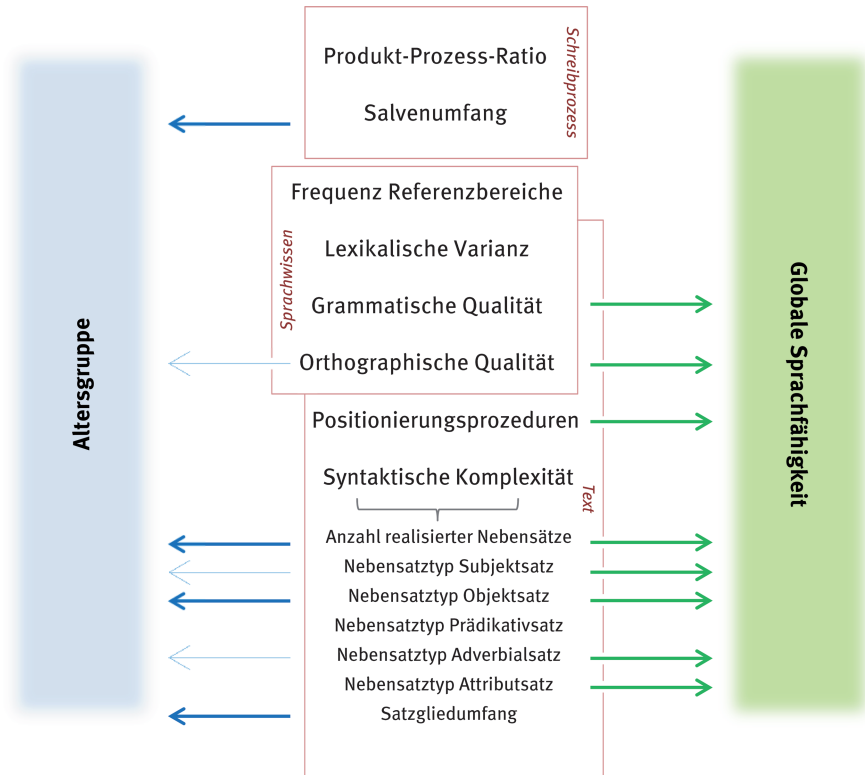 Produkt-Prozess-Ratio
Salvenumfang
Schreibprozess
Frequenz Referenzbereiche
Lexikalische Varianz
Grammatische Qualität
Orthographische Qualität
Sprachwissen
Positionierungsprozeduren
Syntaktische Komplexität
Text
Anzahl realisierter Nebensätze
Nebensatztyp Subjektsatz
Nebensatztyp Objektsatz
Nebensatztyp Prädikativsatz
Nebensatztyp Adverbialsatz
Nebensatztyp Attributsatz
Satzgliedumfang
Altersgruppe
Globale Sprachfähigkeit